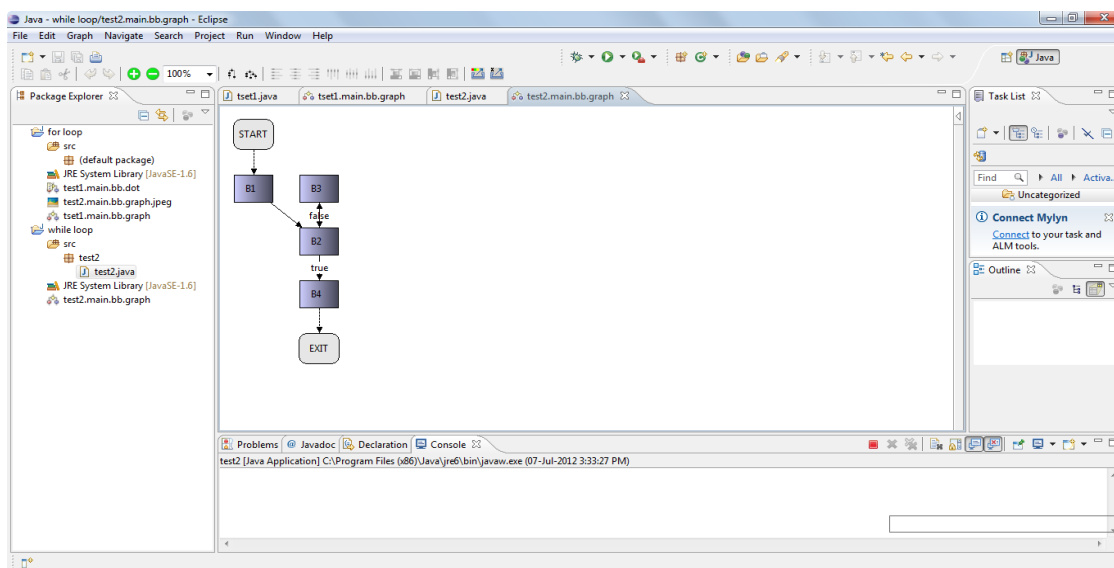 Java - while loop/test2.main.bb.graph - Eclipse
File Edit Graph Navigate Search Project Run Window Help
100%
Java
Package Explorer
for loop
src
(default package)
JRE System Library [JavaSE-1.6]
test1.main.bb.dot
test2.main.bb.graph.jpeg
tset1.main.bb.graph
while loop
src
test2
test2.java
JRE System Library [JavaSE-1.6]
test2.main.bb.graph
tset1.java tset1.main.bb.graph test2.java test2.main.bb.graph
START
B1 B3
false
B2
true
B4
EXIT
Task List
Find All Activa...
Uncategorized
Connect Mylyn
Connect to your task and
ALM tools.
Outline
Problems @ Javadoc Declaration Console
test2 [Java Application] C:\Program Files (x86)\Java\jre6\bin\javaw.exe (07-Jul-2012 3:33:27 PM)